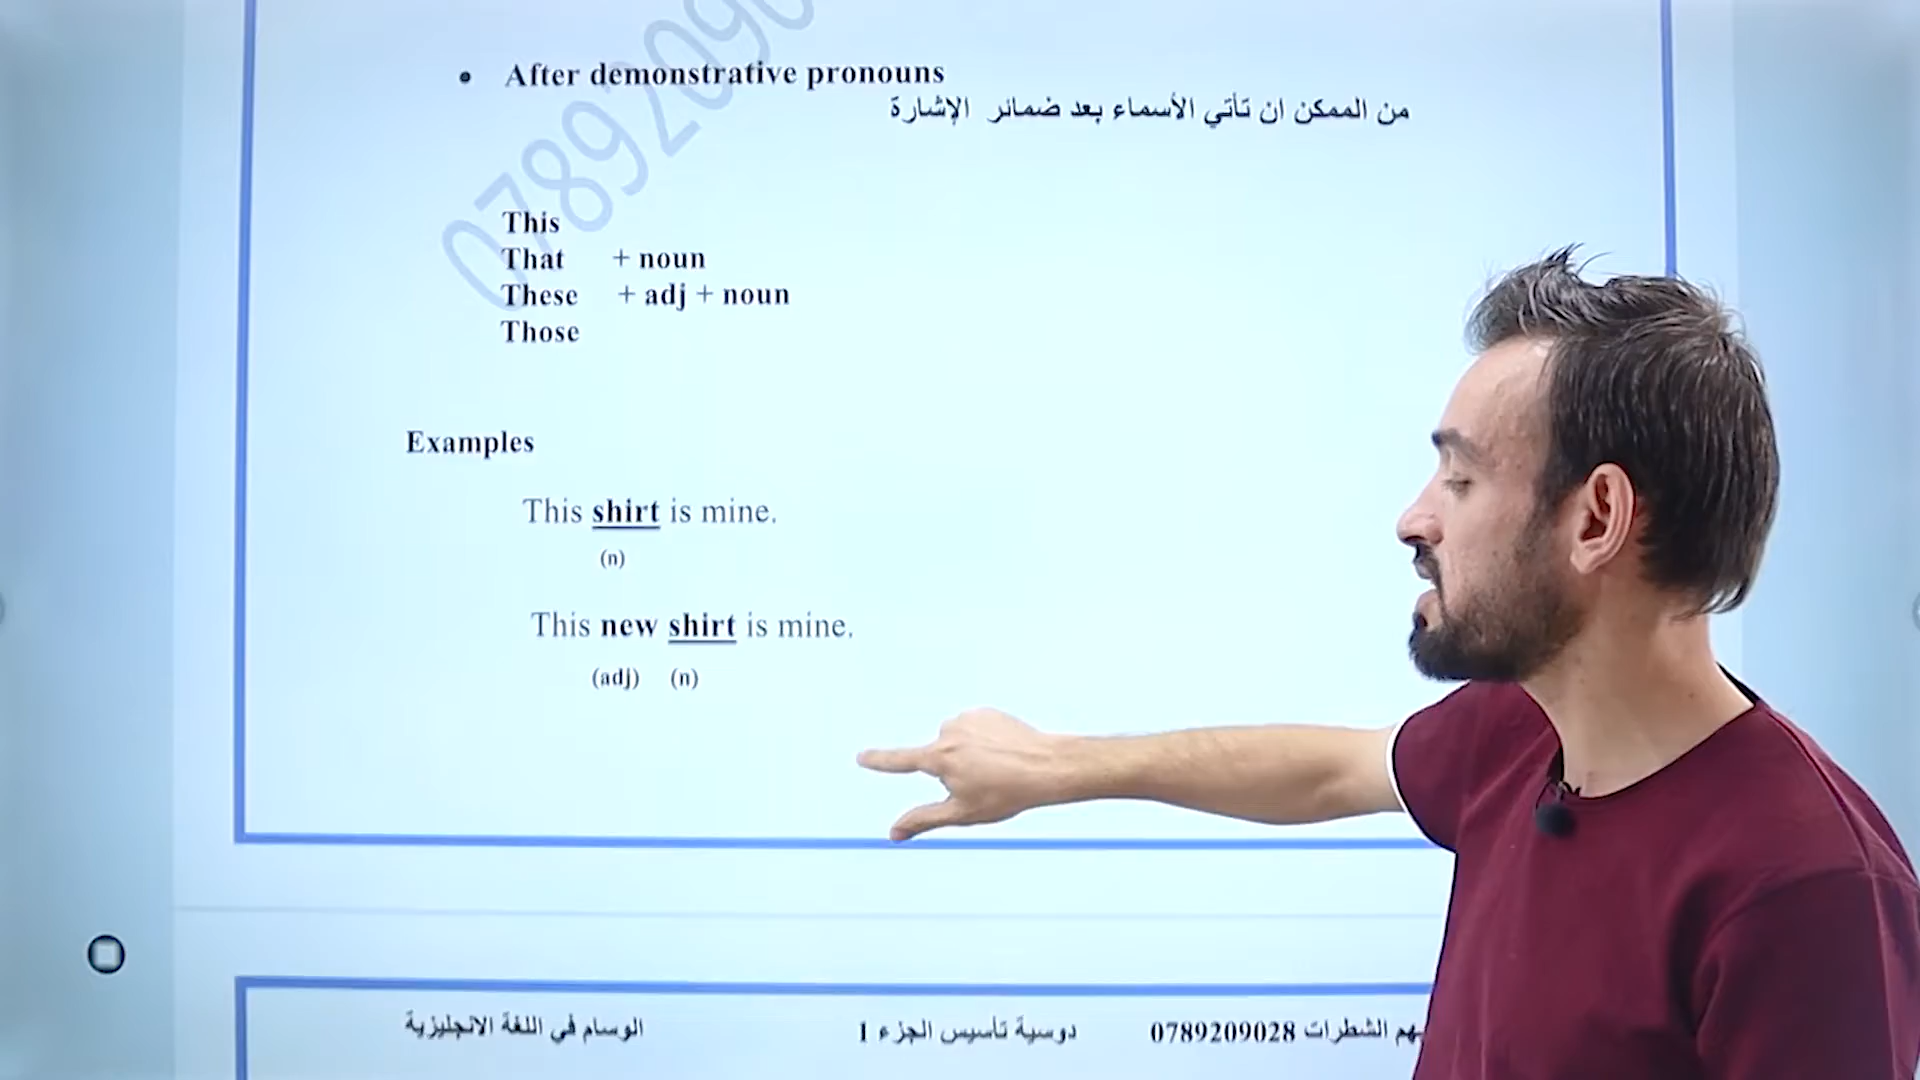 • After demonstrative pronouns
من الممكن ان تأتي الأسماء بعد ضمائر الإشارة
This
That + noun
These + adj + noun
Those
Examples
This shirt is mine.
(n)
This new shirt is mine.
(adj) (n)
الوسام في اللغة الانجليزية
دوسية تأسيس الجزء 1
الشطرات 0789209028